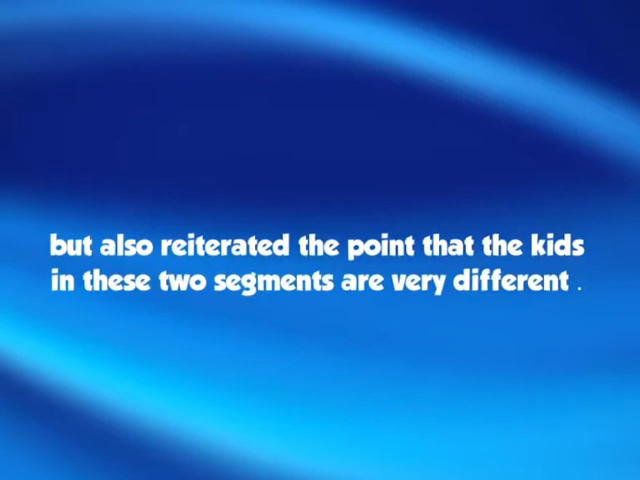 but also reiterated the point that the kids
in these two segments are very different .